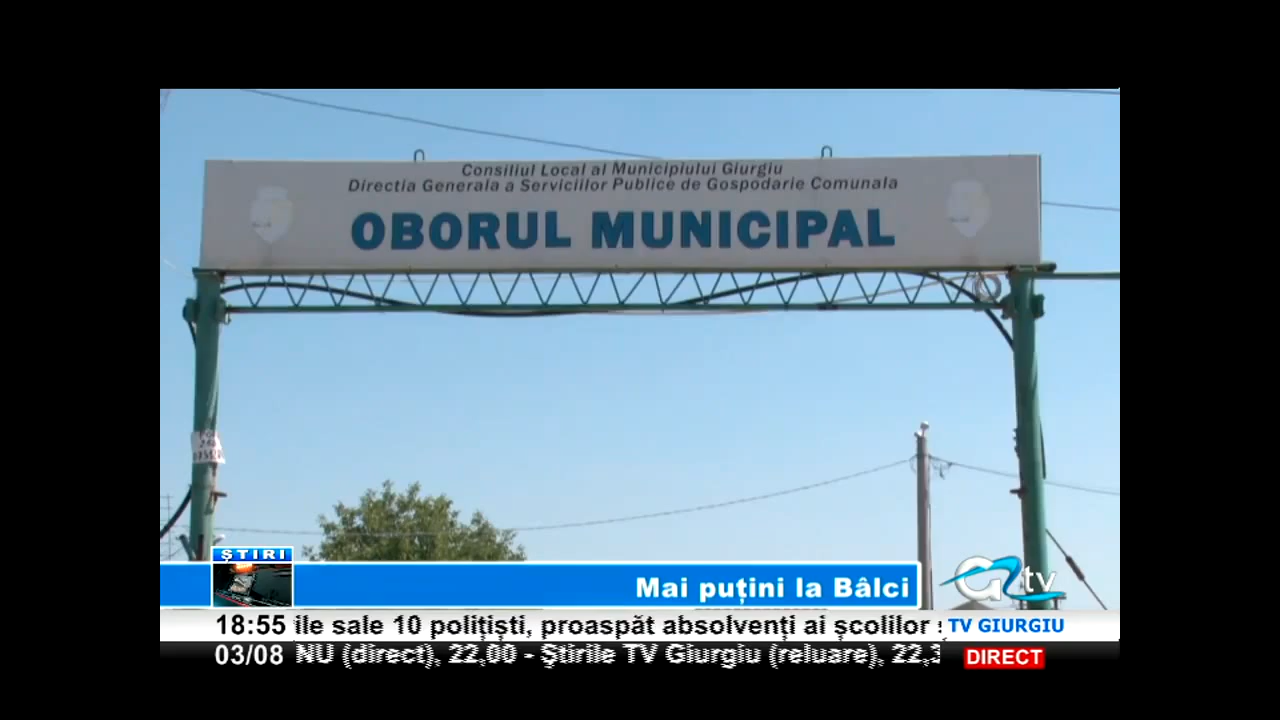 Consiliul Local al Municipiului Giurgiu
Directia Generala a Serviciilor Publice de Gospodarie Comunala
OBORUL MUNICIPAL
ȘTIRI
Mai puțini la Bâlci
tv
18:55 ile sale 10 polițiști, proaspăt absolvenți ai școlilor
TV GIURGIU
03/08 NU (direct), 22,00 - Știrile TV Giurgiu (reluare), 22,3
DIRECT